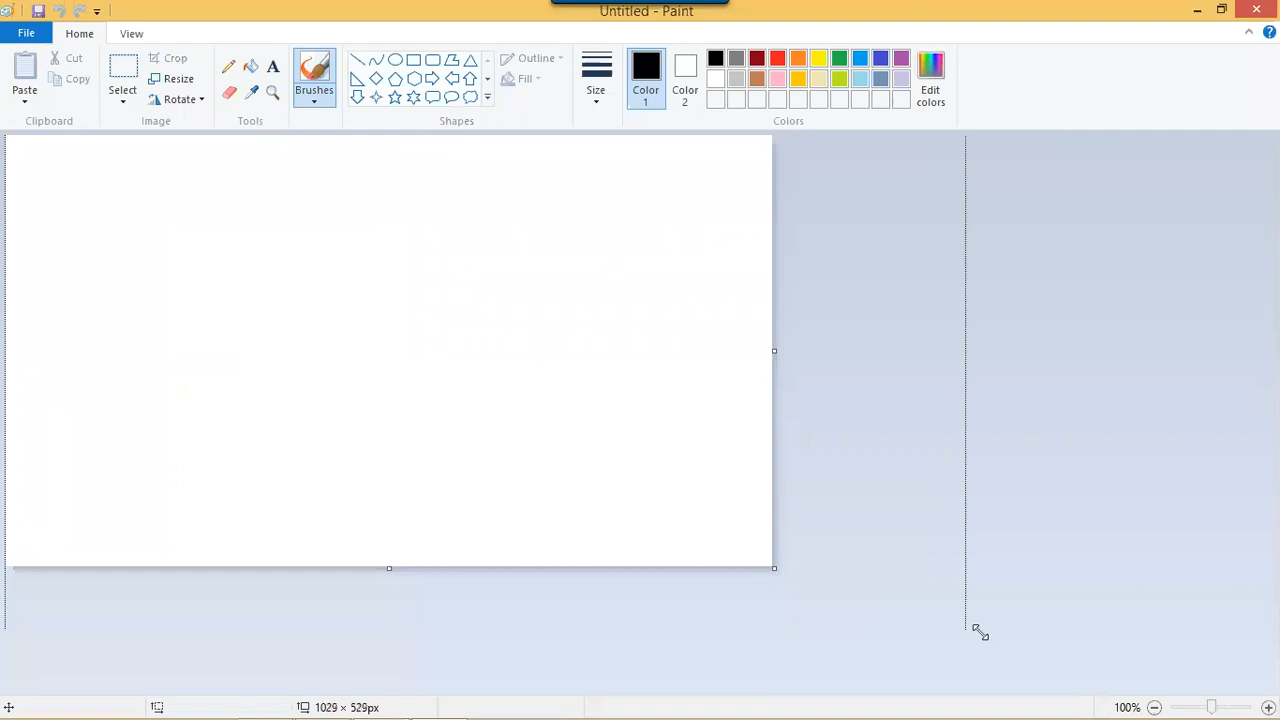 Untitled - Paint
File Home View
Paste
Cut
Copy
Clipboard
Select
Crop
Resize
Rotate
Image
A
Tools
Brushes
Shapes
Outline
Fill
Size
Color 1
Color 2
Edit colors
Colors
1029 × 529px
100%